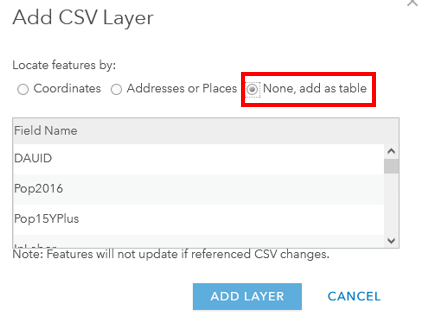 Add CSV Layer
Locate features by:
Coordinates Addresses or Places None, add as table
Field Name
DAUID
Pop2016
Pop15YPlus
InLabor
Note: Features will not update if referenced CSV changes.
ADD LAYER CANCEL